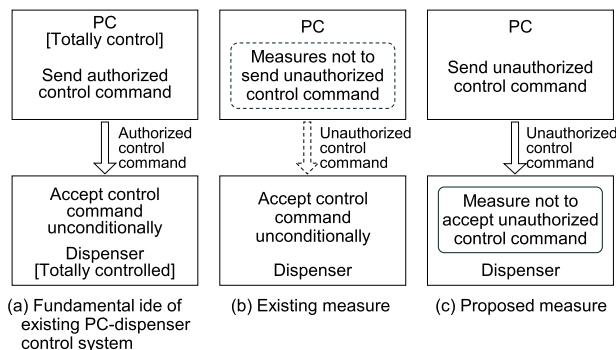 PC
[Totally control]
Send authorized
control command
Authorized
control
command
Accept control
command
unconditionally
Dispenser
[Totally controlled]
(a) Fundamental ide of
existing PC-dispenser
control system
PC
Measures not to
send unauthorized
control command
Unauthorized
control
command
Accept control
command
unconditionally
Dispenser
(b) Existing measure
PC
Send unauthorized
control command
Unauthorized
control
command
Measure not to
accept unauthorized
control command
Dispenser
(c) Proposed measure